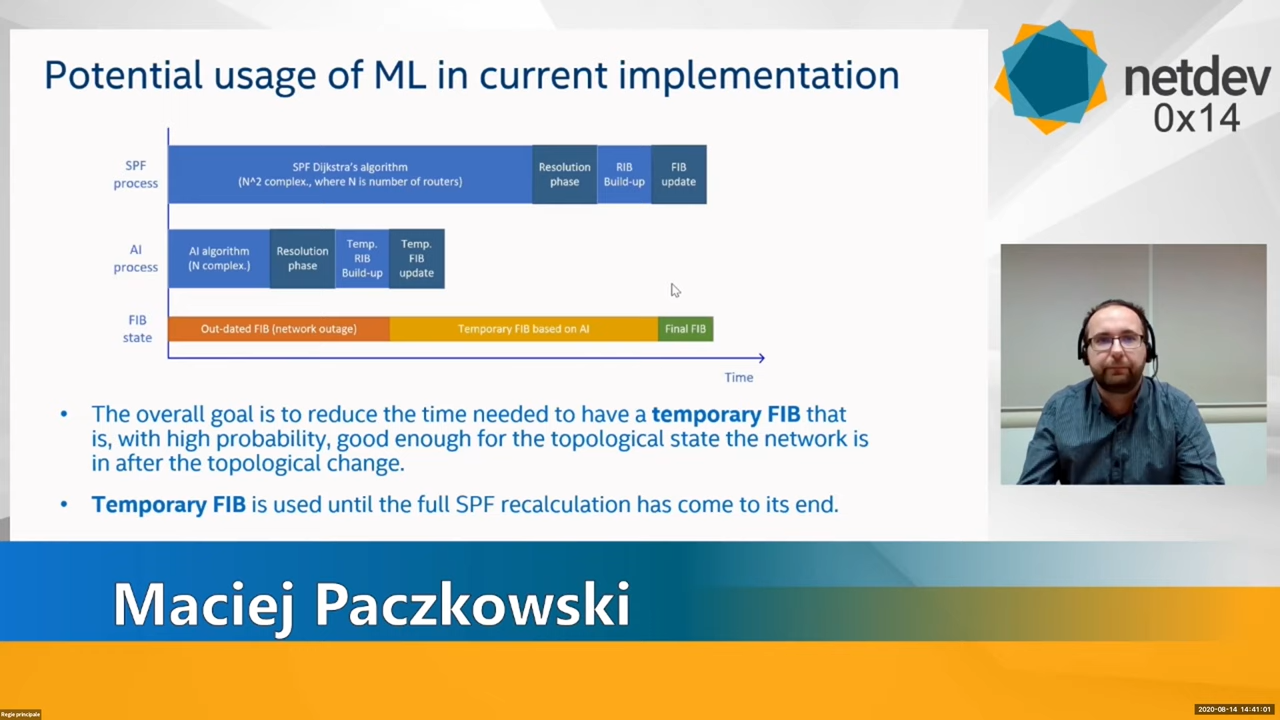 Potential usage of ML in current implementation
netdev
0x14
SPF
process
SPF Dijkstra's algorithm
(N^2 complex., where N is number of routers)
Resolution
phase
RIB
Build-up
FIB
update
AI
process
AI algorithm
(N complex.)
Resolution
phase
Temp.
RIB
Build-up
Temp.
FIB
update
FIB
state
Out-dated FIB (network outage)
Temporary FIB based on AI
Final FIB
Time
• The overall goal is to reduce the time needed to have a temporary FIB that
is, with high probability, good enough for the topological state the network is
in after the topological change.
• Temporary FIB is used until the full SPF recalculation has come to its end.
Maciej Paczkowski
Regie principale
2020-08-14 14:41:01